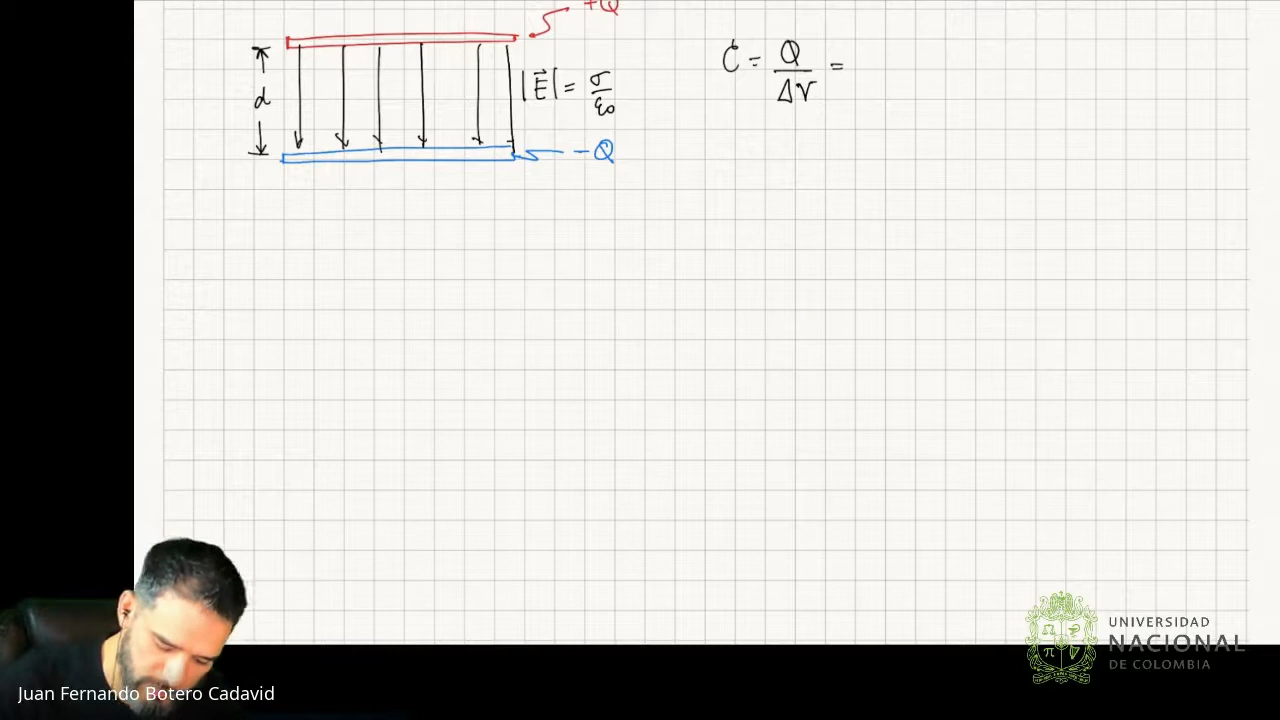 +Q
d
|E⃗| = σ/ε₀
-Q
C = Q/ΔV =
UNIVERSIDAD
NACIONAL
DE COLOMBIA
Juan Fernando Botero Cadavid